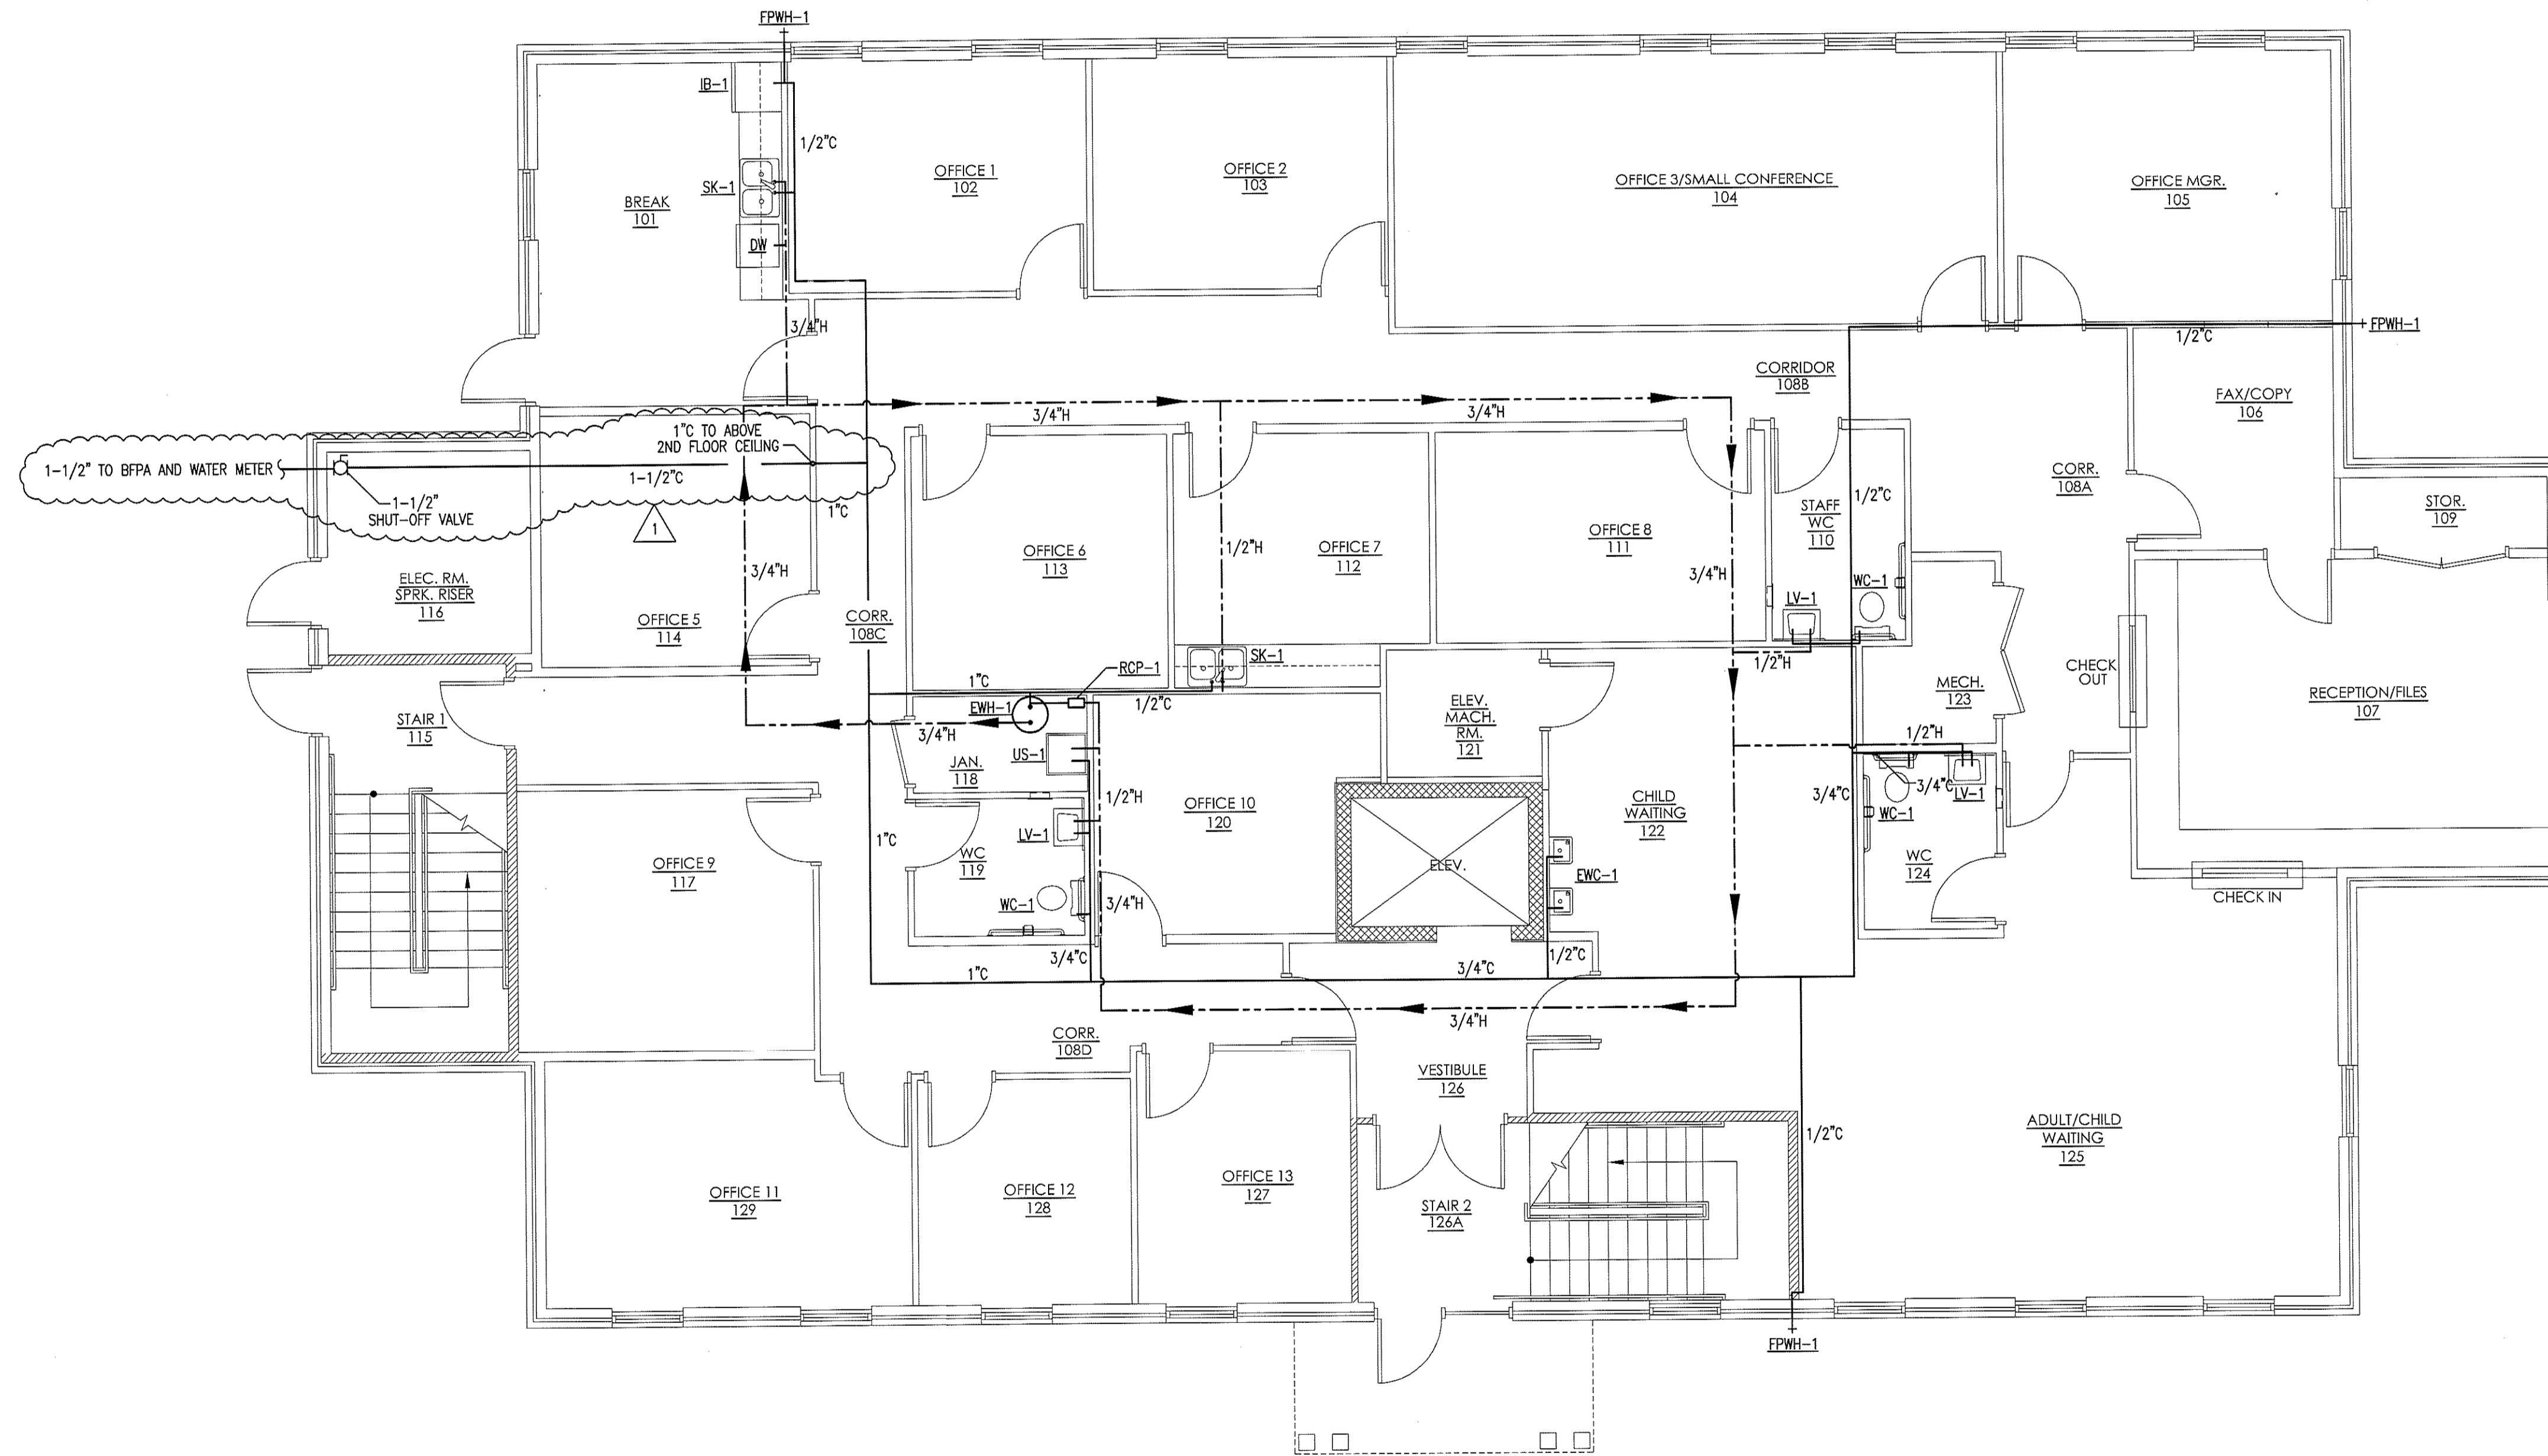 FPWH-1
IB-1
1/2"C
SK-1
DW
BREAK
101
OFFICE 1
102
OFFICE 2
103
OFFICE 3/SMALL CONFERENCE
104
OFFICE MGR.
105
3/4"H
1/2"C
FPWH-1
CORRIDOR
108B
FAX/COPY
106
3/4"H
3/4"H
1"C TO ABOVE
2ND FLOOR CEILING
1-1/2" TO BFPA AND WATER METER
1-1/2"C
1-1/2"
SHUT-OFF VALVE
1
1"C
CORR.
108A
STOR.
109
1/2"C
STAFF
WC
110
OFFICE 6
113
1/2"H
OFFICE 7
112
OFFICE 8
111
3/4"H
3/4"H
ELEC. RM.
SPRK. RISER
116
OFFICE 5
114
CORR.
108C
LV-1
WC-1
SK-1
1/2"H
RCP-1
1"C
1/2"C
EWH-1
3/4"H
STAIR 1
115
US-1
JAN.
118
ELEV.
MACH.
RM.
121
MECH.
123
CHECK
OUT
RECEPTION/FILES
107
1/2"H
3/4"C
3/4"C
LV-1
WC-1
1/2"H
OFFICE 10
120
CHILD
WAITING
122
1"C
LV-1
WC
119
WC-1
3/4"H
ELEV.
EWC-1
WC
124
CHECK IN
OFFICE 9
117
3/4"C
1"C
3/4"C
1/2"C
3/4"H
CORR.
108D
VESTIBULE
126
1/2"C
ADULT/CHILD
WAITING
125
OFFICE 11
129
OFFICE 12
128
OFFICE 13
127
STAIR 2
126A
FPWH-1